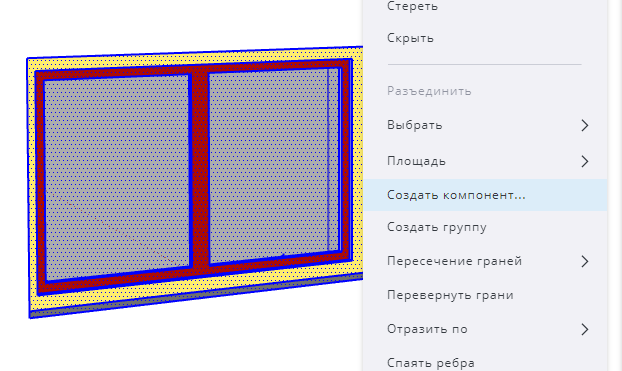 Стереть
Скрыть
Разъединить
Выбрать
Площадь
Создать компонент...
Создать группу
Пересечение граней
Перевернуть грани
Отразить по
Спаять ребра